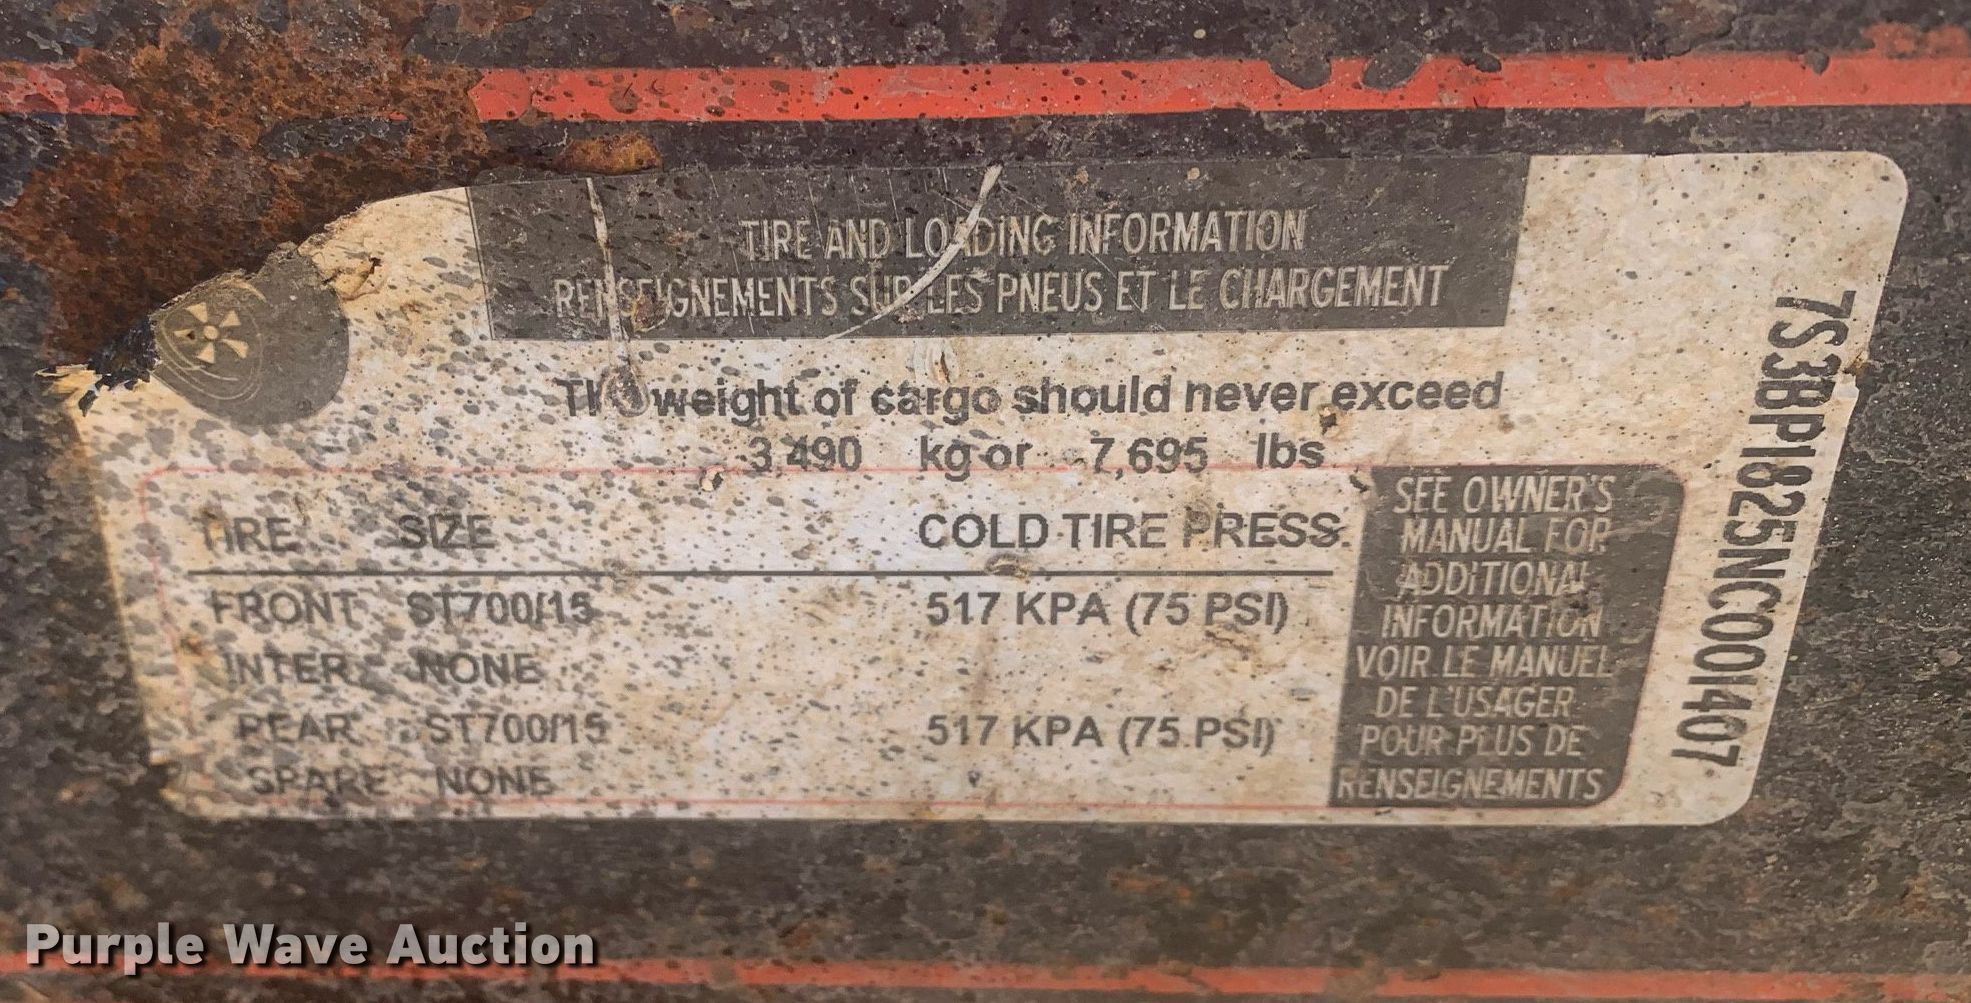 TIRE AND LOADING INFORMATION
RENSEIGNEMENTS SUR LES PNEUS ET LE CHARGEMENT
The weight of cargo should never exceed
3,490 kg or 7,695 lbs
TIRE SIZE COLD TIRE PRESS.
FRONT ST700/15 517 KPA (75 PSI)
INTER NONE
REAR ST700/15 517 KPA (75 PSI)
SPARE NONE
SEE OWNER'S
MANUAL FOR
ADDITIONAL
INFORMATION
VOIR LE MANUEL
DE L'USAGER
POUR PLUS DE
RENSEIGNEMENTS
7S3BP1825NC001407
Purple Wave Auction